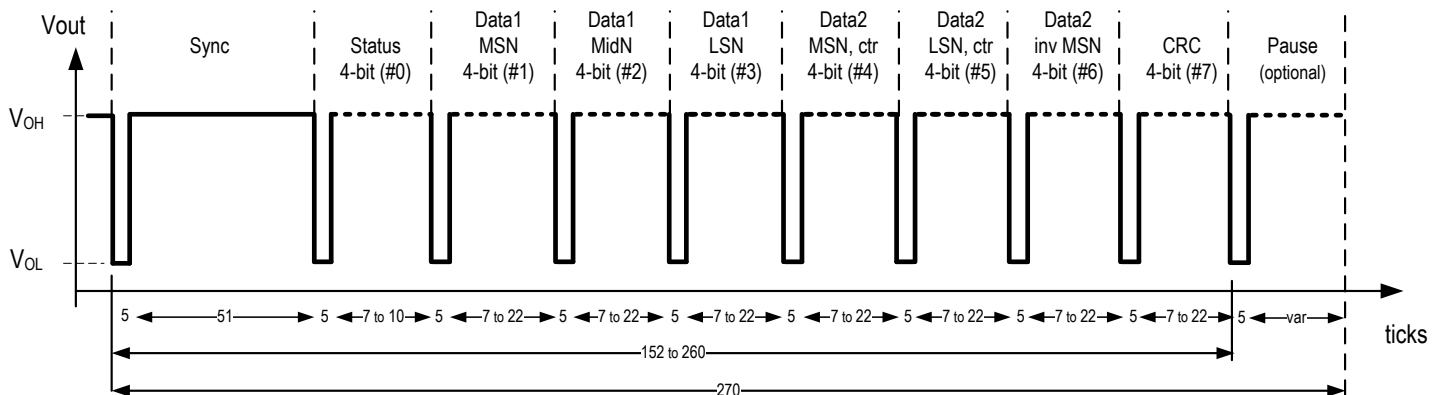 Vout
Sync
Status
4-bit (#0)
Data1
MSN
4-bit (#1)
Data1
MidN
4-bit (#2)
Data1
LSN
4-bit (#3)
Data2
MSN, ctr
4-bit (#4)
Data2
LSN, ctr
4-bit (#5)
Data2
inv MSN
4-bit (#6)
CRC
4-bit (#7)
Pause
(optional)
VOH
VOL
5 51 5 7 to 10 5 7 to 22 5 7 to 22 5 7 to 22 5 7 to 22 5 7 to 22 5 7 to 22 5 7 to 22 5 var
ticks
152 to 260
270